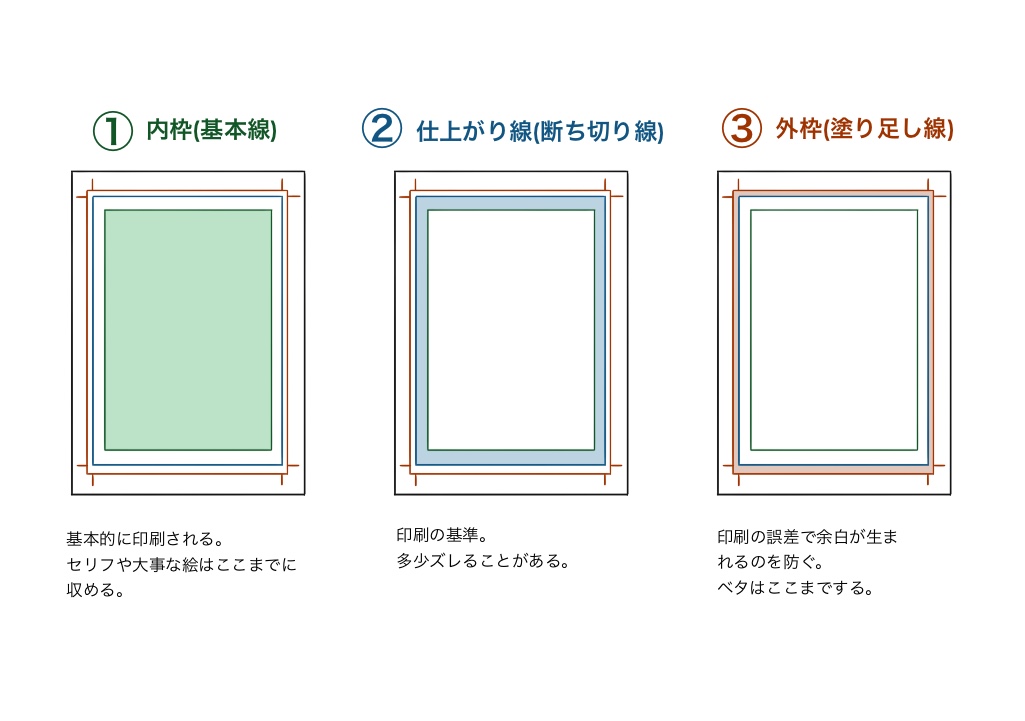 ① 内枠(基本線)
② 仕上がり線(断ち切り線)
③ 外枠(塗り足し線)
基本的に印刷される。
セリフや大事な絵はここまでに
収める。
印刷の基準。
多少ズレることがある。
印刷の誤差で余白が生ま
れるのを防ぐ。
ベタはここまでする。